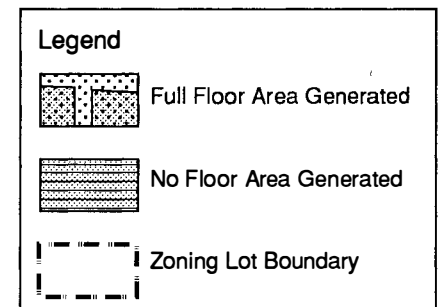 Legend
Full Floor Area Generated
No Floor Area Generated
Zoning Lot Boundary